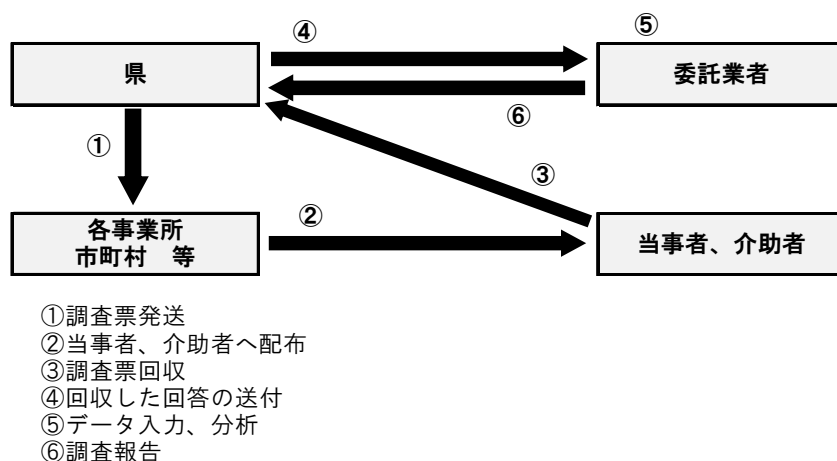 ④
⑤
県
委託業者
⑥
①
③
各事業所
市町村　等
②
当事者、介助者
①調査票発送
②当事者、介助者へ配布
③調査票回収
④回収した回答の送付
⑤データ入力、分析
⑥調査報告